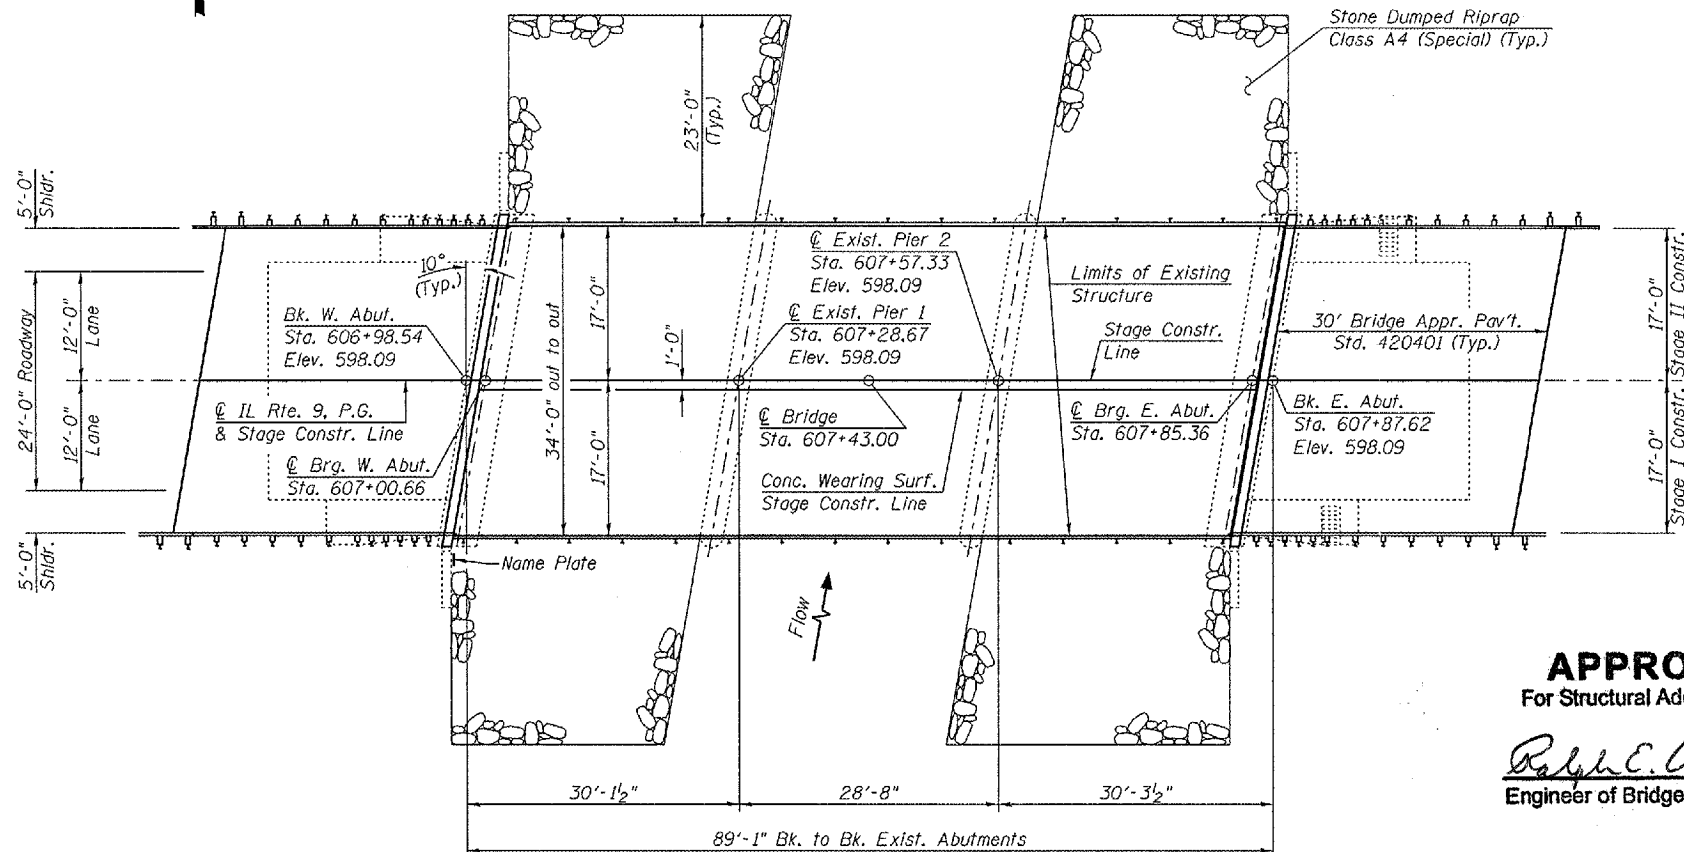 Stone Dumped Riprap
Class A4 (Special) (Typ.)
23'-0"
(Typ.)
5'-0"
Shldr.
24'-0" Roadway
12'-0"
Lane
12'-0"
Lane
5'-0"
Shldr.
10°
(Typ.)
Bk. W. Abut.
Sta. 606+98.54
Elev. 598.09
℄ IL Rte. 9, P.G.
& Stage Constr. Line
℄ Brg. W. Abut.
Sta. 607+00.66
34'-0" out to out
17'-0"
17'-0"
1'-0"
℄ Exist. Pier 2
Sta. 607+57.33
Elev. 598.09
℄ Exist. Pier 1
Sta. 607+28.67
Elev. 598.09
℄ Bridge
Sta. 607+43.00
Conc. Wearing Surf.
Stage Constr. Line
Limits of Existing
Structure
Stage Constr.
Line
℄ Brg. E. Abut.
Sta. 607+85.36
30' Bridge Appr. Pav't.
Std. 420401 (Typ.)
Bk. E. Abut.
Sta. 607+87.62
Elev. 598.09
17'-0"
Stage II Constr.
17'-0"
Stage I Constr.
Name Plate
Flow
30'-1½"
28'-8"
30'-3½"
89'-1" Bk. to Bk. Exist. Abutments
APPRO
For Structural Ade
Ralph E.
Engineer of Bridge